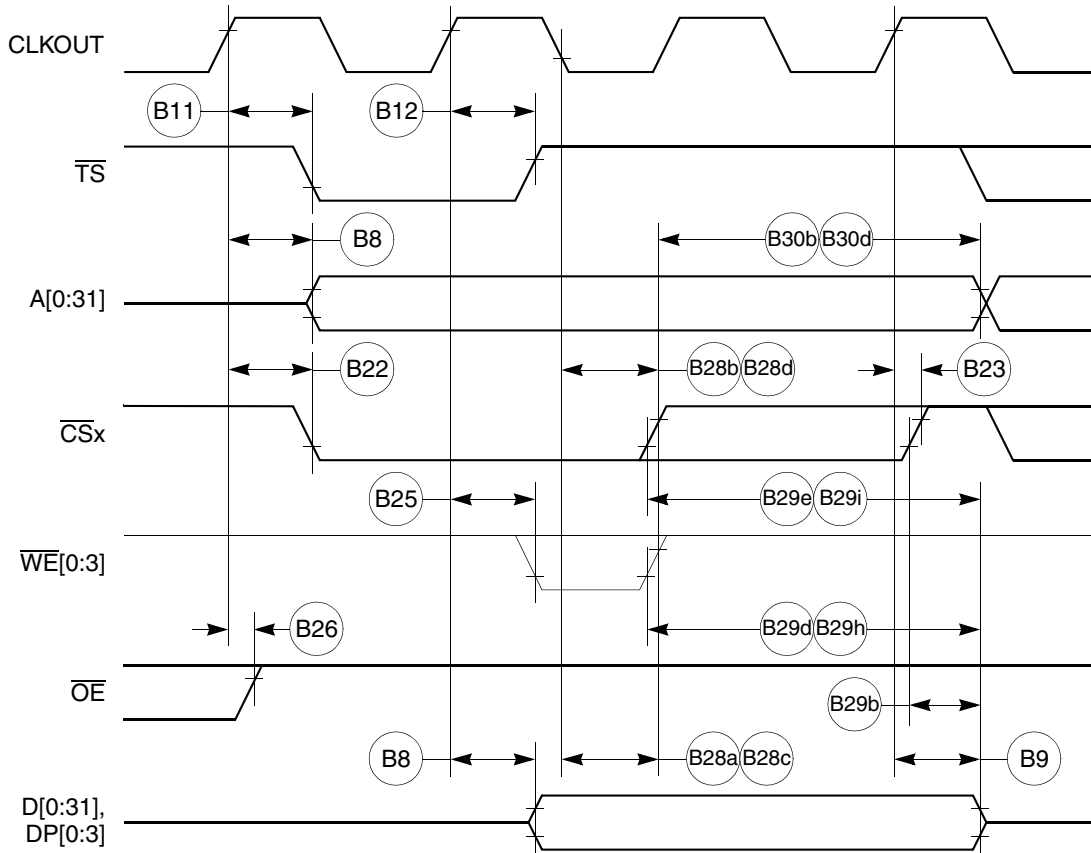 CLKOUT
B11
B12
TS
B8
B30b B30d
A[0:31]
B22
B28b B28d
B23
CSx
B25
B29e B29i
WE[0:3]
B26
B29d B29h
OE
B29b
B8
B28a B28c
B9
D[0:31],
DP[0:3]